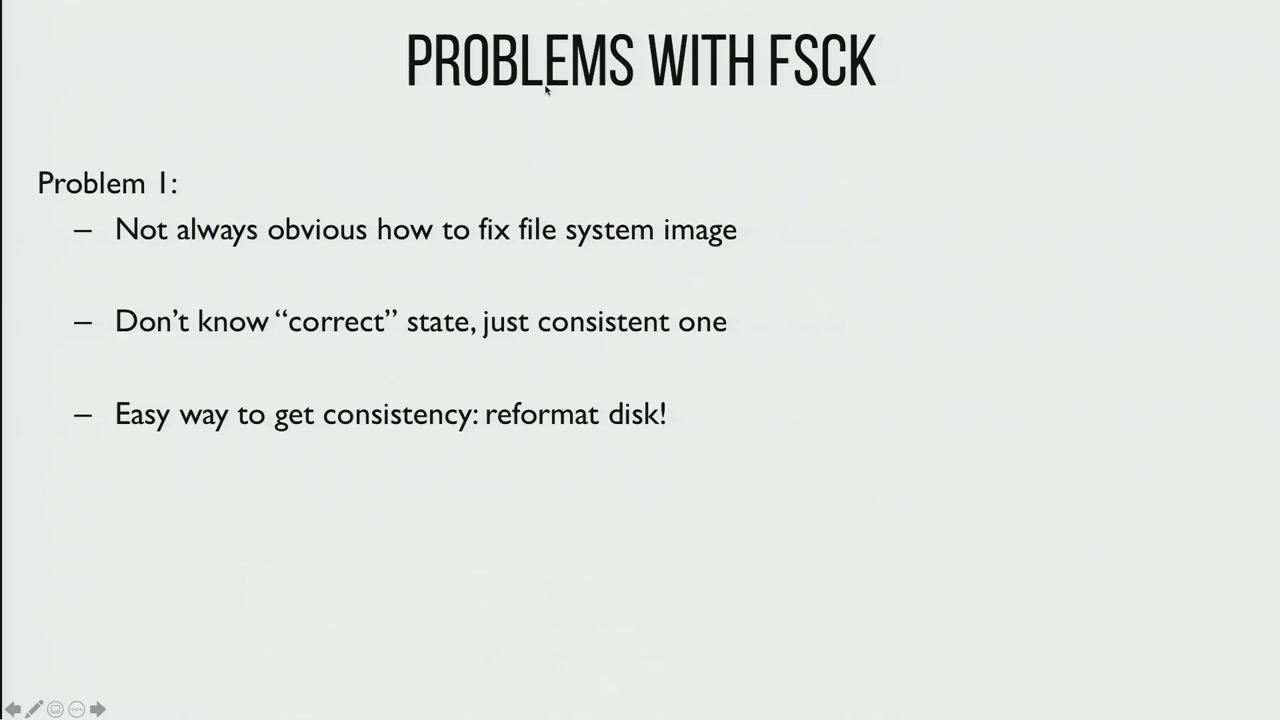 PROBLEMS WITH FSCK
Problem 1:
– Not always obvious how to fix file system image
– Don’t know “correct” state, just consistent one
– Easy way to get consistency: reformat disk!